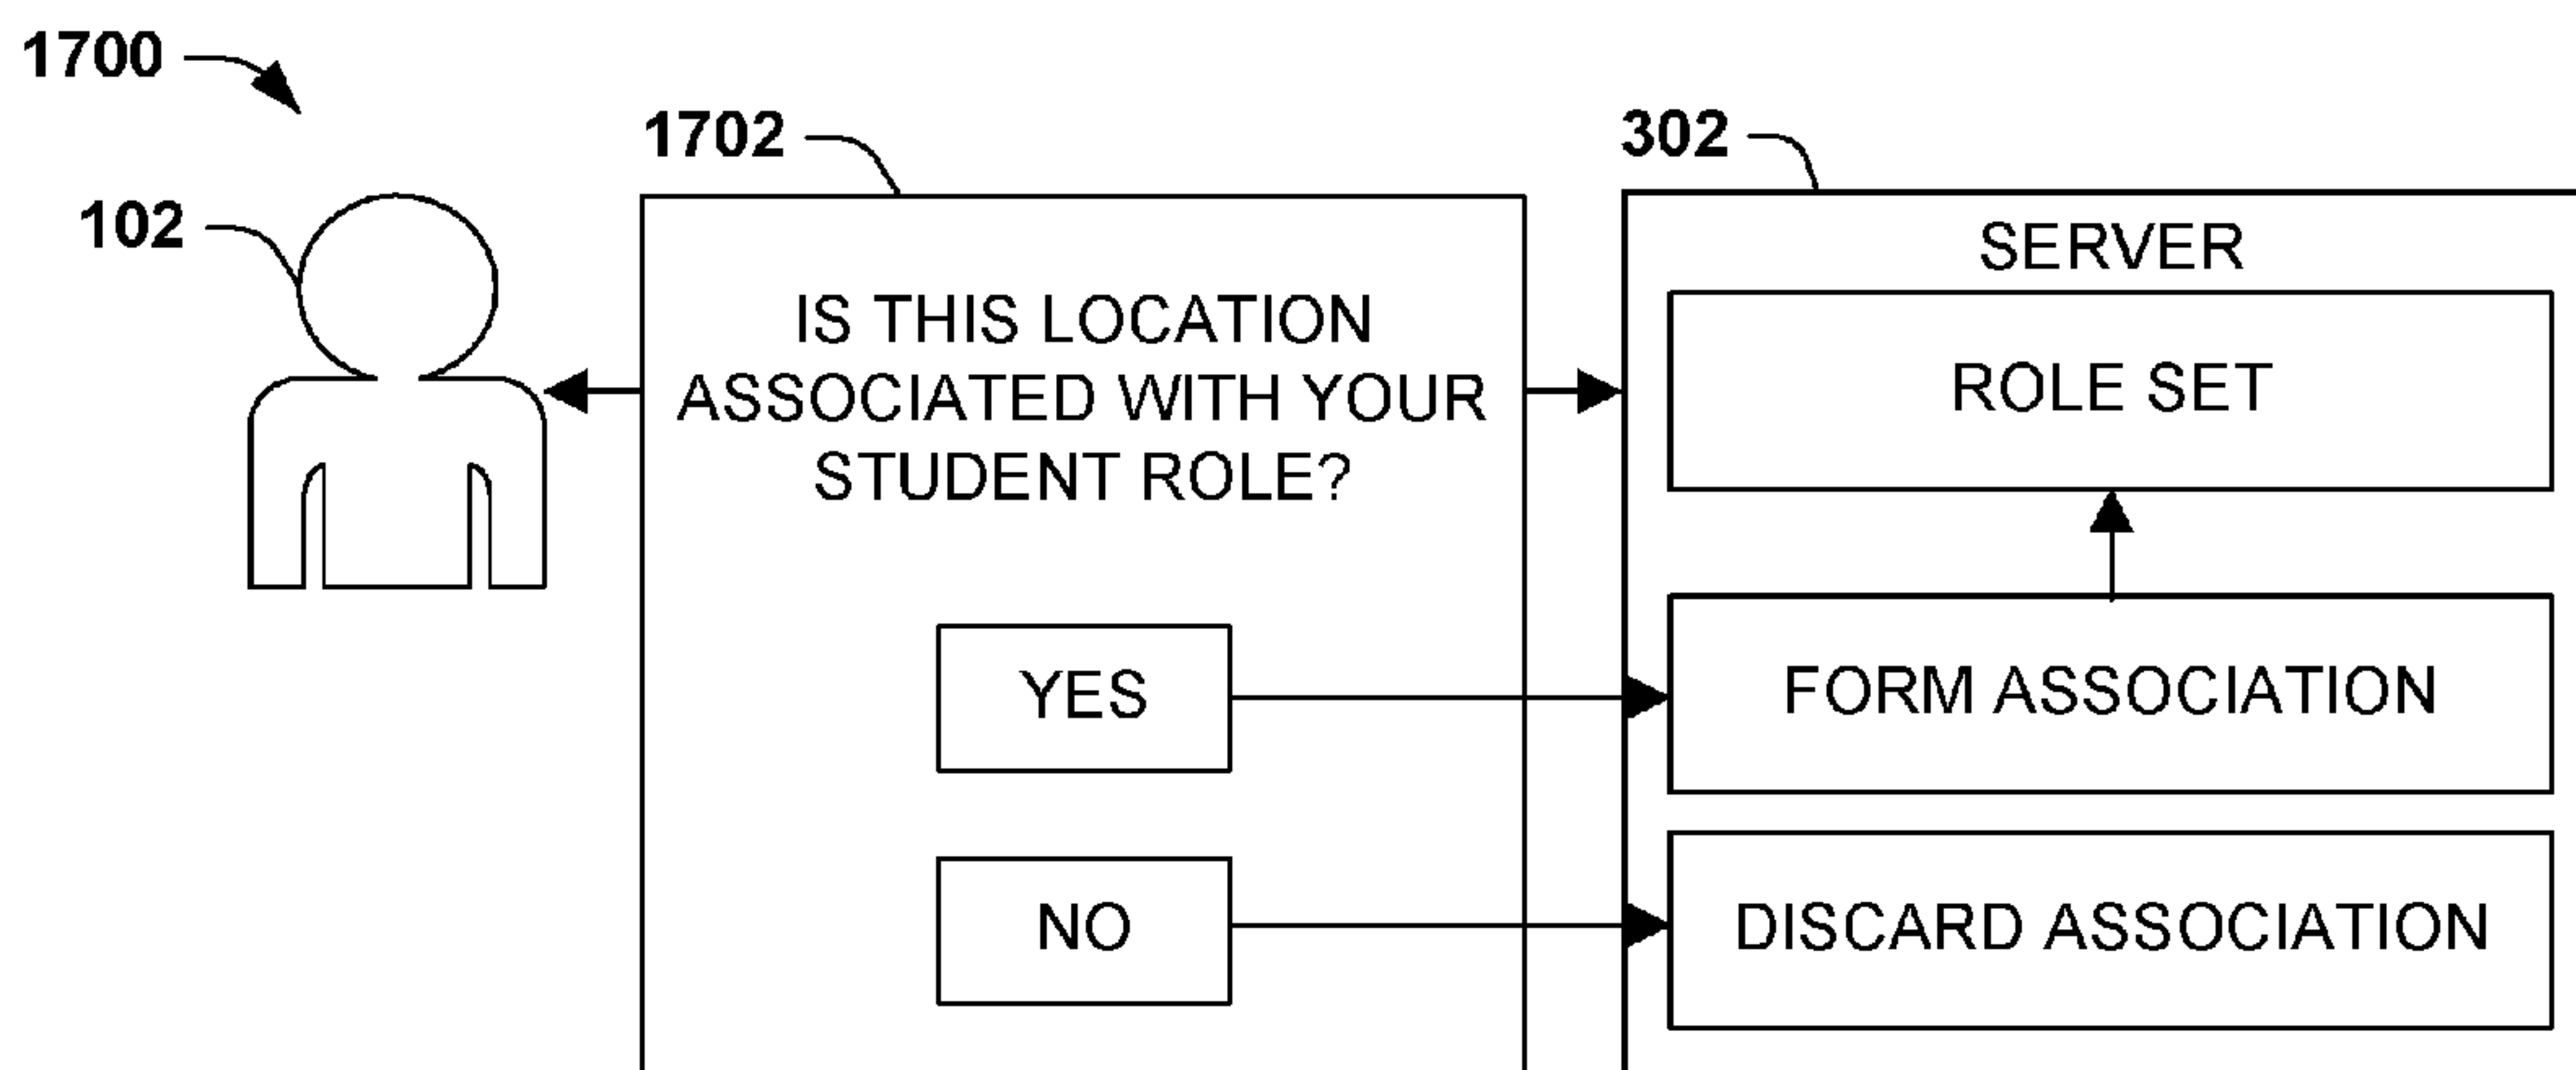 1700
1702
302
102
SERVER
IS THIS LOCATION
ASSOCIATED WITH YOUR
STUDENT ROLE?
ROLE SET
YES
FORM ASSOCIATION
NO
DISCARD ASSOCIATION